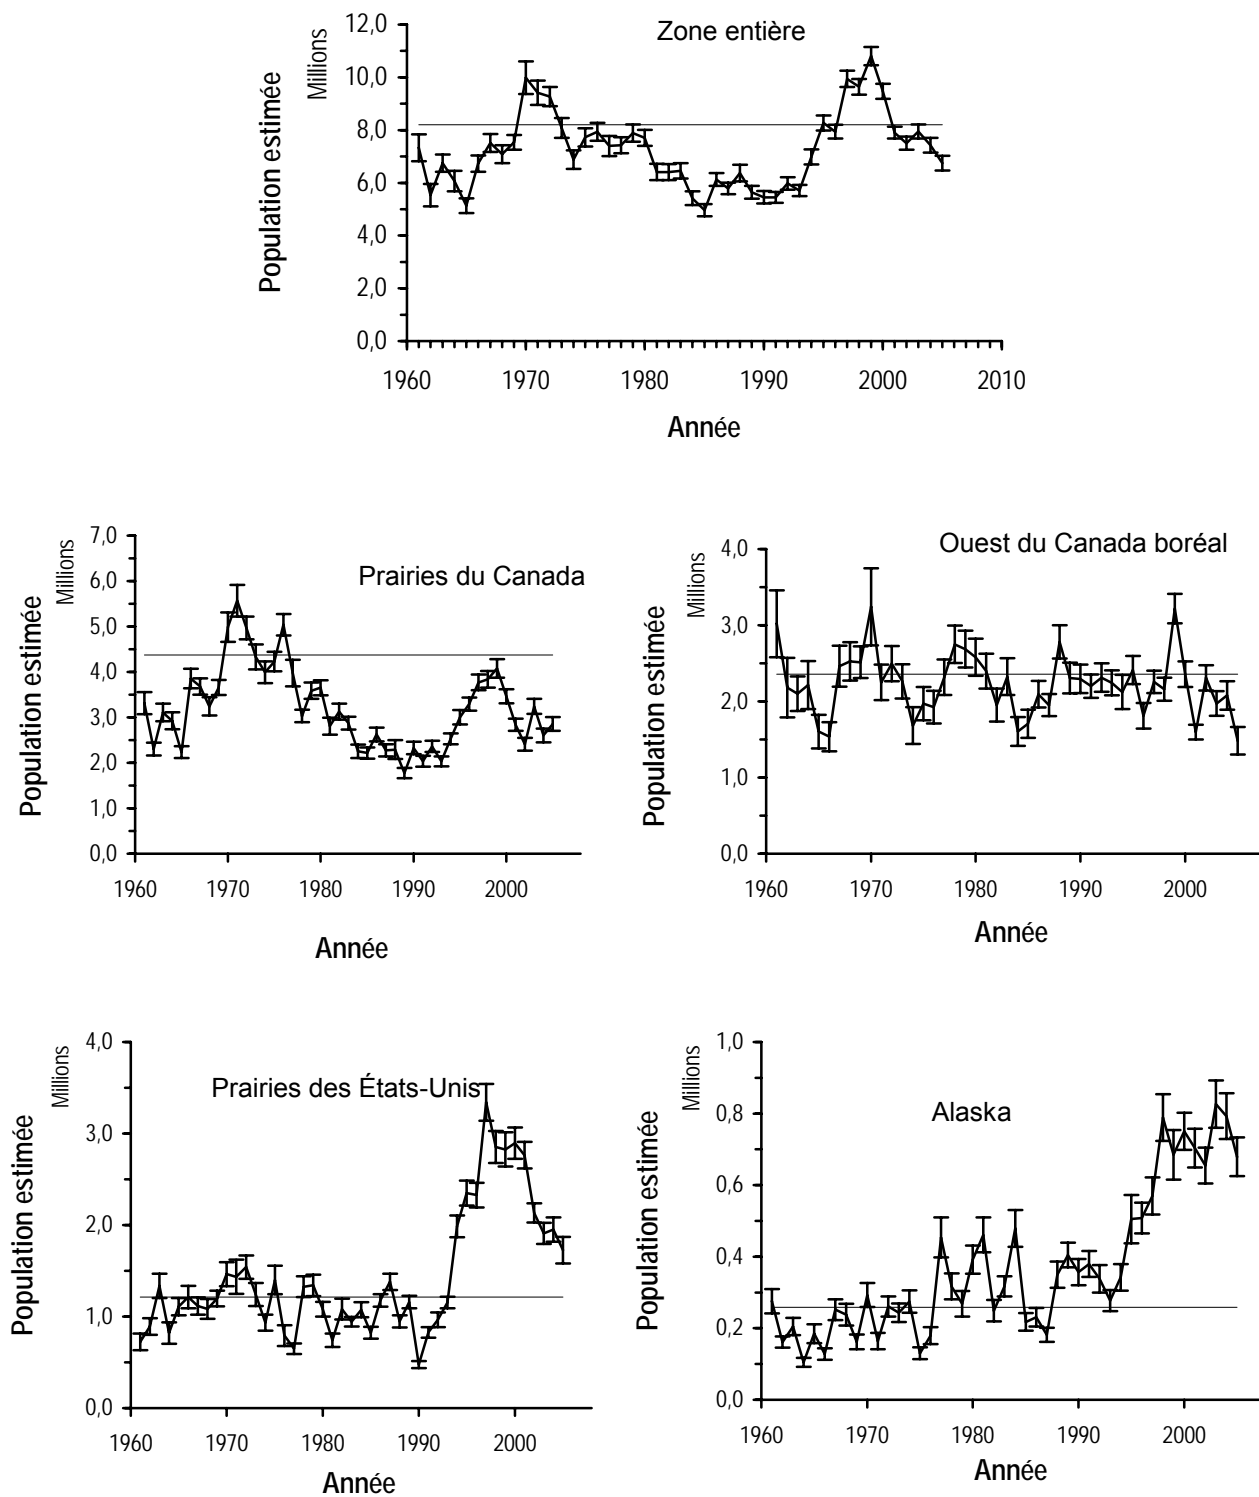 Zone entière
Population estimée
Millions
12,0
10,0
8,0
6,0
4,0
2,0
0,0
1960 1970 1980 1990 2000 2010
Année
Prairies du Canada
Population estimée
Millions
7,0
6,0
5,0
4,0
3,0
2,0
1,0
0,0
1960 1970 1980 1990 2000
Année
Ouest du Canada boréal
Population estimée
Millions
4,0
3,0
2,0
1,0
0,0
1960 1970 1980 1990 2000
Année
Prairies des États-Unis
Population estimée
Millions
4,0
3,0
2,0
1,0
0,0
1960 1970 1980 1990 2000
Année
Alaska
Population estimée
Millions
1,0
0,8
0,6
0,4
0,2
0,0
1960 1970 1980 1990 2000
Année